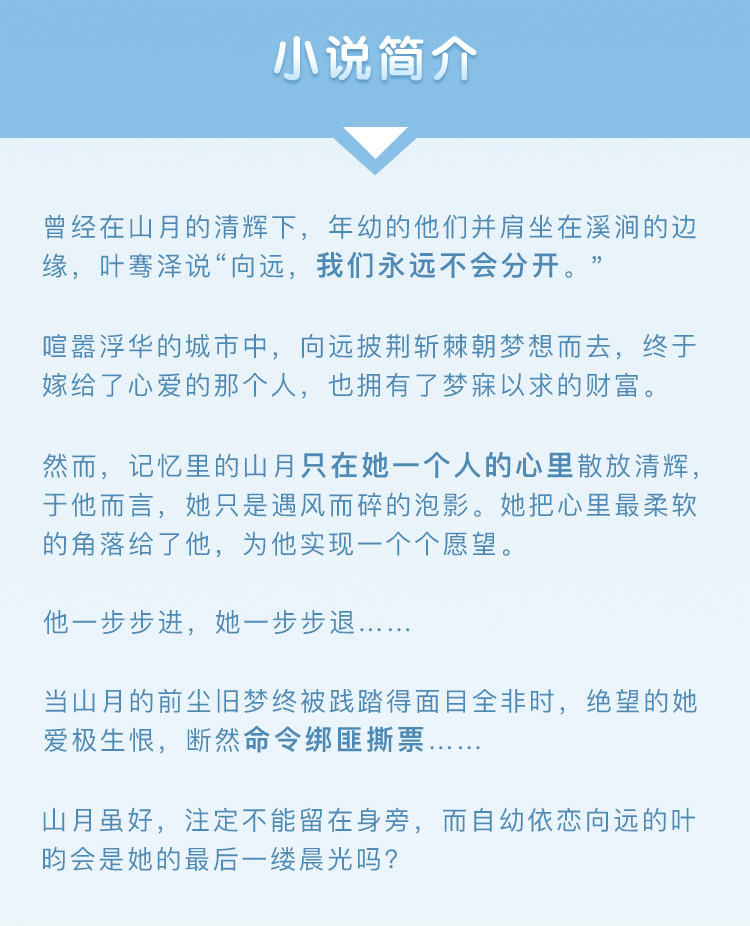 小说简介
曾经在山月的清辉下，年幼的他们并肩坐在溪涧的边
缘，叶骞泽说“向远，我们永远不会分开。”
喧嚣浮华的城市中，向远披荆斩棘朝梦想而去，终于
嫁给了心爱的那个人，也拥有了梦寐以求的财富。
然而，记忆里的山月只在她一个人的心里散放清辉，
于他而言，她只是遇风而碎的泡影。她把心里最柔软
的角落给了他，为他实现一个个愿望。
他一步步进，她一步步退……
当山月的前尘旧梦终被践踏得面目全非时，绝望的她
爱极生恨，断然命令绑匪撕票……
山月虽好，注定不能留在身旁，而自幼依恋向远的叶
昀会是她的最后一缕晨光吗？